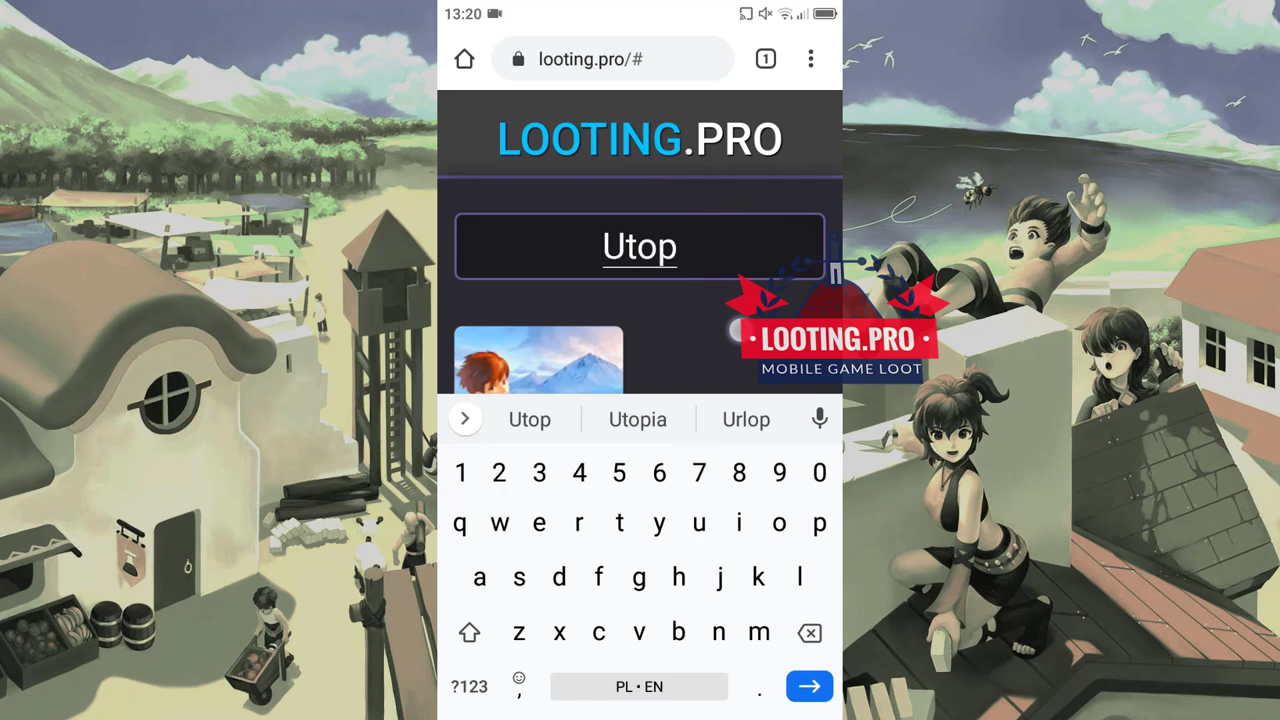 13:20
looting.pro/#
1
LOOTING.PRO
Utop
· LOOTING.PRO ·
MOBILE GAME LOOT
Utop Utopia Urlop
1 2 3 4 5 6 7 8 9 0
q w e r t y u i o p
a s d f g h j k l
z x c v b n m
?123 , PL • EN .